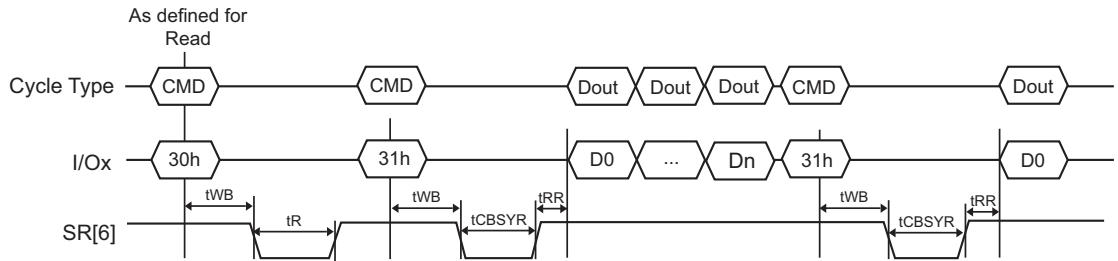 As defined for
Read
Cycle Type CMD CMD Dout Dout Dout CMD Dout
I/Ox 30h 31h D0 ... Dn 31h D0
tWB tWB tRR tWB tRR
tR tCBSYR tCBSYR
SR[6]